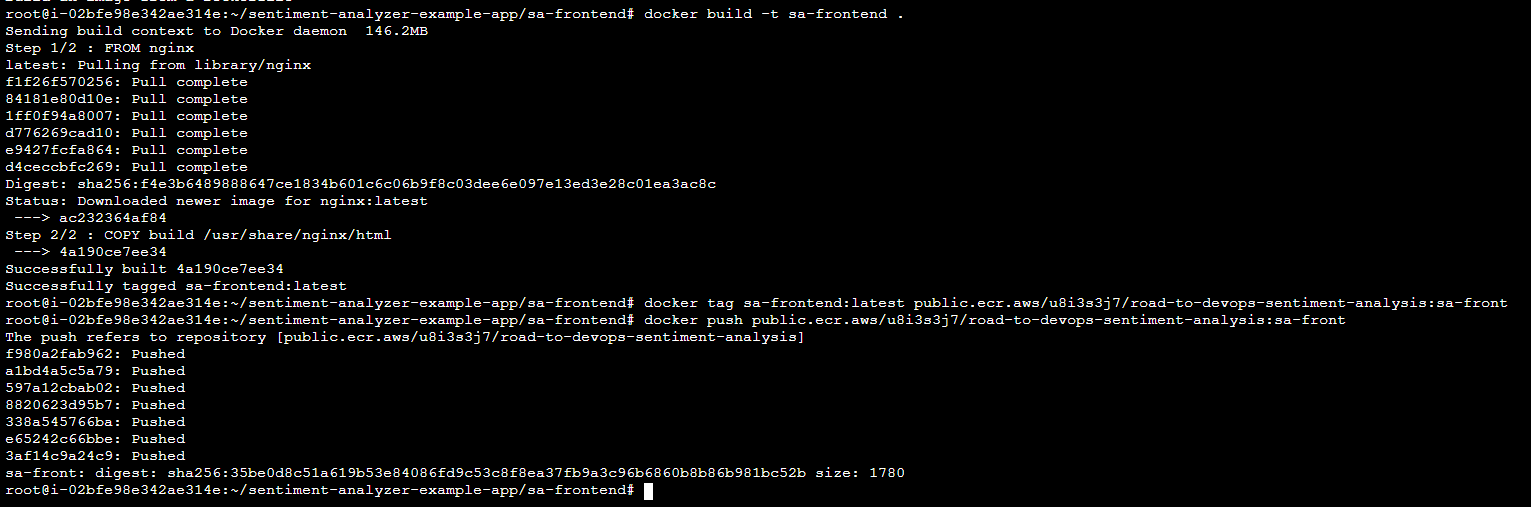 root@i-02bfe98e342ae314e:~/sentiment-analyzer-example-app/sa-frontend# docker build -t sa-frontend .
Sending build context to Docker daemon  146.2MB
Step 1/2 : FROM nginx
latest: Pulling from library/nginx
f1f26f570256: Pull complete
84181e80d10e: Pull complete
1ff0f94a8007: Pull complete
d776269cad10: Pull complete
e9427fcfa864: Pull complete
d4ceccbfc269: Pull complete
Digest: sha256:f4e3b6489888647ce1834b601c6c06b9f8c03dee6e097e13ed3e28c01ea3ac8c
Status: Downloaded newer image for nginx:latest
 ---> ac232364af84
Step 2/2 : COPY build /usr/share/nginx/html
 ---> 4a190ce7ee34
Successfully built 4a190ce7ee34
Successfully tagged sa-frontend:latest
root@i-02bfe98e342ae314e:~/sentiment-analyzer-example-app/sa-frontend# docker tag sa-frontend:latest public.ecr.aws/u8i3s3j7/road-to-devops-sentiment-analysis:sa-front
root@i-02bfe98e342ae314e:~/sentiment-analyzer-example-app/sa-frontend# docker push public.ecr.aws/u8i3s3j7/road-to-devops-sentiment-analysis:sa-front
The push refers to repository [public.ecr.aws/u8i3s3j7/road-to-devops-sentiment-analysis]
f980a2fab962: Pushed
a1bd4a5c5a79: Pushed
597a12cbab02: Pushed
8820623d95b7: Pushed
338a545766ba: Pushed
e65242c66bbe: Pushed
3af14c9a24c9: Pushed
sa-front: digest: sha256:35be0d8c51a619b53e84086fd9c53c8f8ea37fb9a3c96b6860b8b86b981bc52b size: 1780
root@i-02bfe98e342ae314e:~/sentiment-analyzer-example-app/sa-frontend#